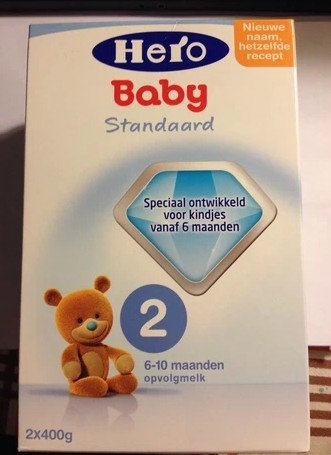 Nieuwe
naam,
hetzelfde
recept
Hero
Baby
Standaard
Speciaal ontwikkeld
voor kindjes
vanaf 6 maanden
2
6-10 maanden
opvolgmelk
2x400g